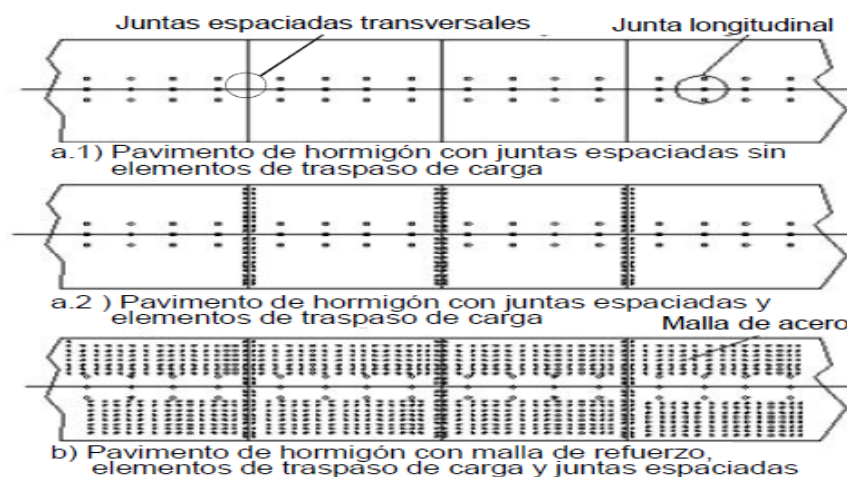 Juntas espaciadas transversales
Junta longitudinal
a.1) Pavimento de hormigón con juntas espaciadas sin
elementos de traspaso de carga
a.2 ) Pavimento de hormigón con juntas espaciadas y
elementos de traspaso de carga
Malla de acero
b) Pavimento de hormigón con malla de refuerzo,
elementos de traspaso de carga y juntas espaciadas